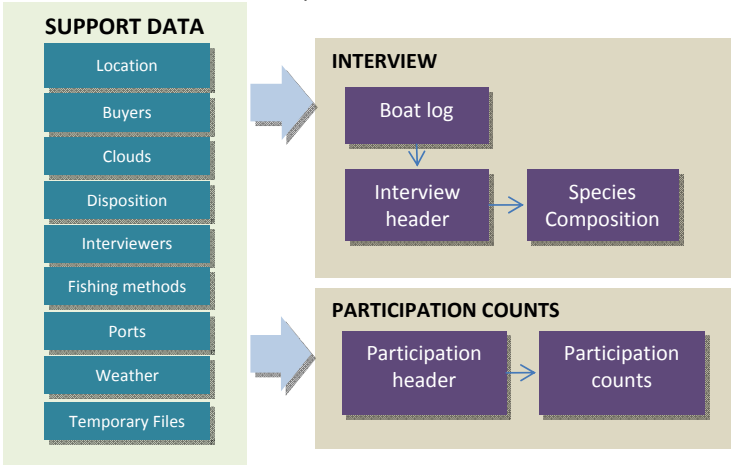 SUPPORT DATA
Location
Buyers
Clouds
Disposition
Interviewers
Fishing methods
Ports
Weather
Temporary Files
INTERVIEW
Boat log
Interview
header
Species
Composition
PARTICIPATION COUNTS
Participation
header
Participation
counts